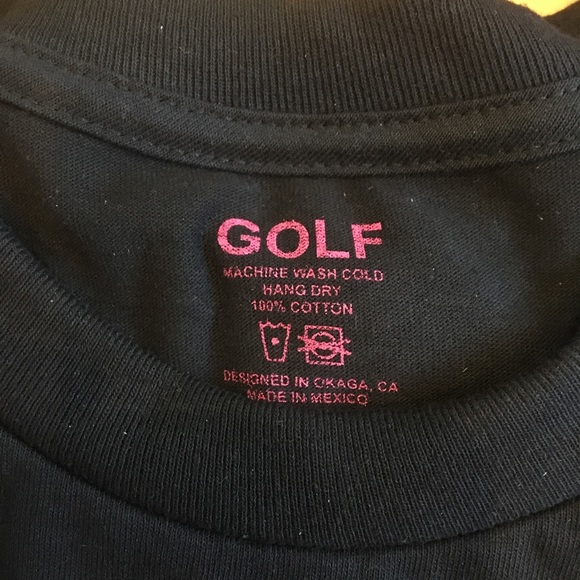 GOLF
MACHINE WASH COLD
HANG DRY
100% COTTON
DESIGNED IN OKAGA, CA
MADE IN MEXICO